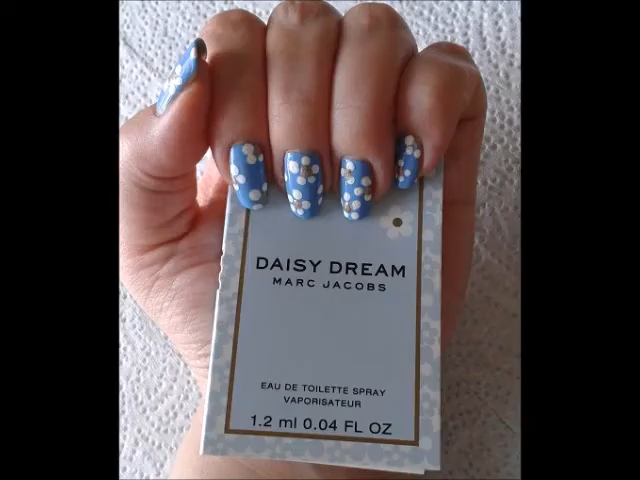 DAISY DREAM
MARC JACOBS
EAU DE TOILETTE SPRAY
VAPORISATEUR
1.2 ml 0.04 FL OZ